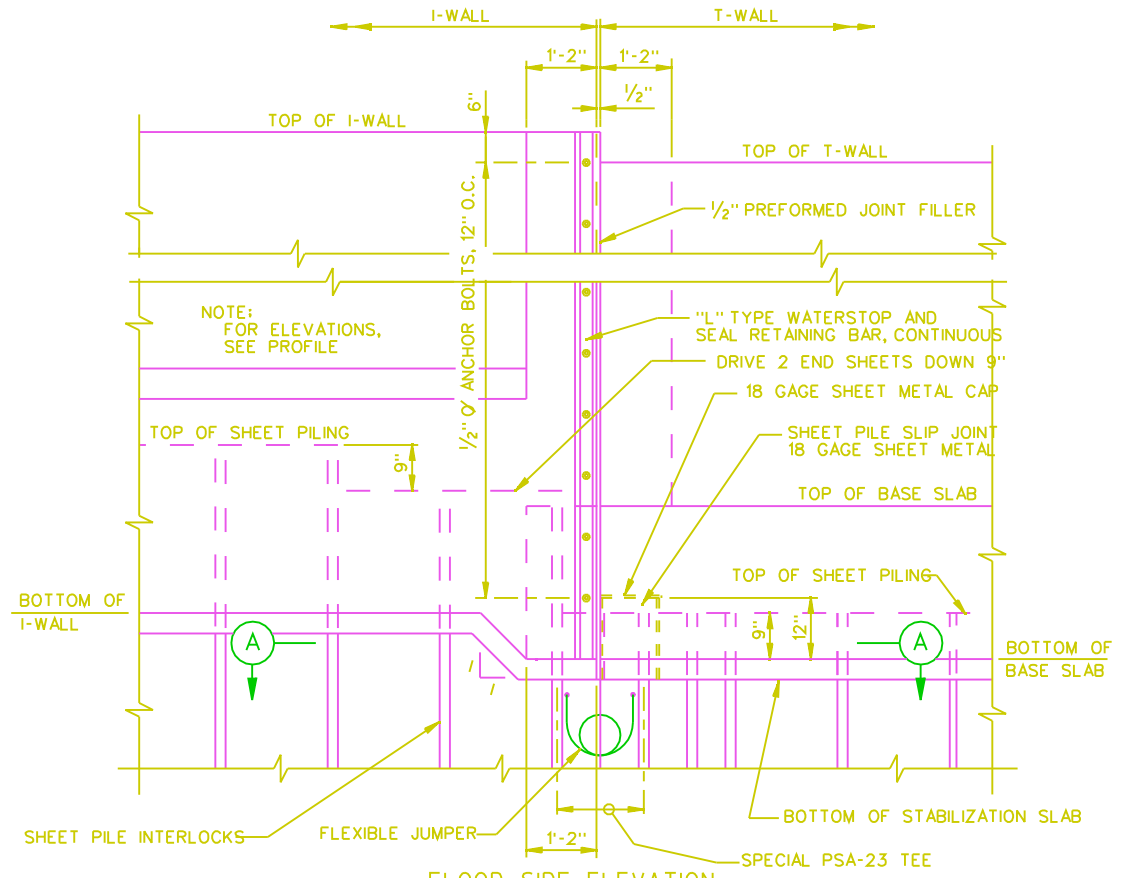 I-WALL
T-WALL
1'-2"
1'-2"
1/2"
6"
TOP OF I-WALL
TOP OF T-WALL
1/2" PREFORMED JOINT FILLER
1/2" Ø ANCHOR BOLTS, 12" O.C.
NOTE:
FOR ELEVATIONS,
SEE PROFILE
"L" TYPE WATERSTOP AND
SEAL RETAINING BAR, CONTINUOUS
DRIVE 2 END SHEETS DOWN 9"
18 GAGE SHEET METAL CAP
TOP OF SHEET PILING
SHEET PILE SLIP JOINT
18 GAGE SHEET METAL
9"
TOP OF BASE SLAB
TOP OF SHEET PILING
BOTTOM OF
I-WALL
9"
12"
A
A
BOTTOM OF
BASE SLAB
1
1
SHEET PILE INTERLOCKS
FLEXIBLE JUMPER
1'-2"
BOTTOM OF STABILIZATION SLAB
SPECIAL PSA-23 TEE